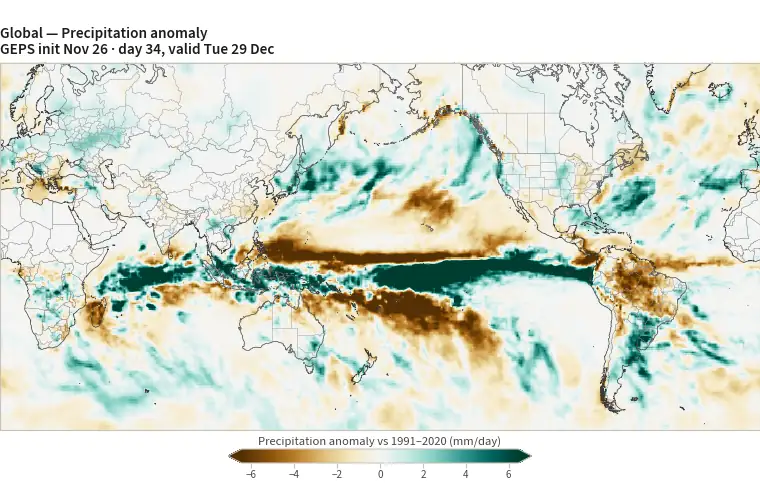 Global — Precipitation anomaly
GEPS init Nov 26 · day 34, valid Tue 29 Dec
Precipitation anomaly vs 1991–2020 (mm/day)
−6 −4 −2 0 2 4 6